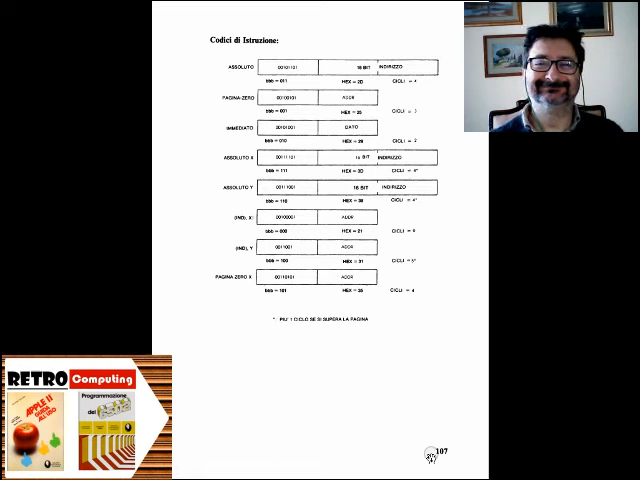 Codici di Istruzione:
ASSOLUTO 00101101 16 BIT INDIRIZZO
bbb = 011 HEX = 2D CICLI = 4
PAGINA-ZERO 00100101 ADDR
bbb = 001 HEX = 25 CICLI = 3
IMMEDIATO 00101001 DATO
bbb = 010 HEX = 29 CICLI = 2
ASSOLUTO X 00111101 16 BIT INDIRIZZO
bbb = 111 HEX = 3D CICLI = 4*
ASSOLUTO Y 00111001 16 BIT INDIRIZZO
bbb = 110 HEX = 39 CICLI = 4*
(IND, X) 00100001 ADDR
bbb = 000 HEX = 21 CICLI = 6
(IND), Y 0011001 ADDR
bbb = 100 HEX = 31 CICLI = 5*
PAGINA ZERO X 00110101 ADDR
bbb = 101 HEX = 35 CICLI = 4
* PIU' 1 CICLO SE SI SUPERA LA PAGINA
RETRO Computing
APPLE II
GUIDA
ALL'USO
Programmazione
del
107